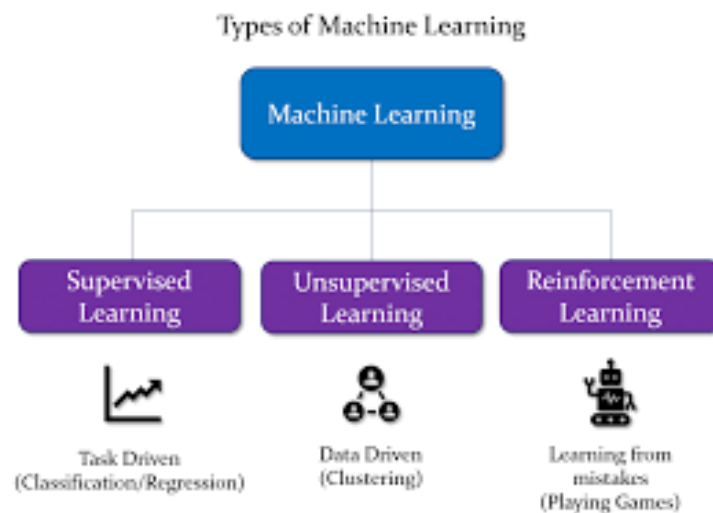 Types of Machine Learning
Machine Learning
Supervised
Learning
Unsupervised
Learning
Reinforcement
Learning
Task Driven
(Classification/Regression)
Data Driven
(Clustering)
Learning from
mistakes
(Playing Games)